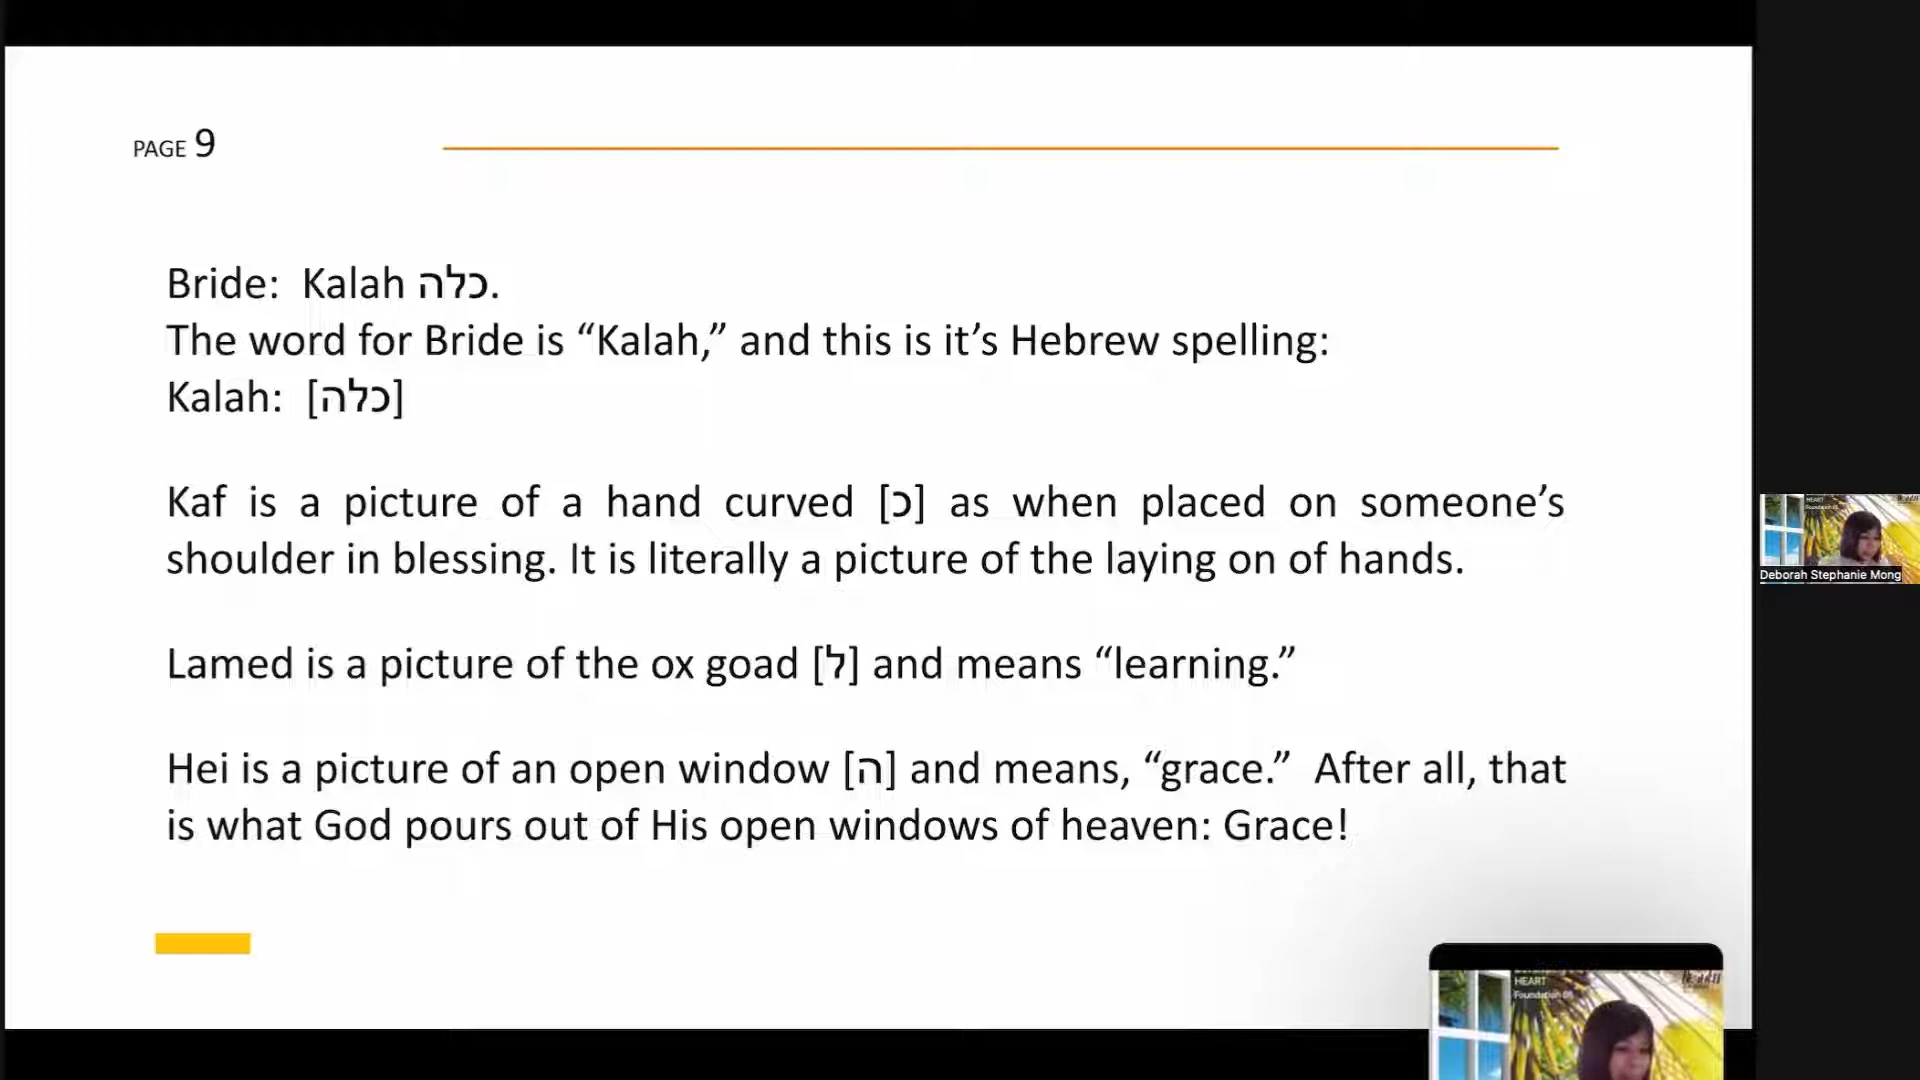 PAGE 9
Bride:  Kalah כלה.
The word for Bride is “Kalah,” and this is it’s Hebrew spelling:
Kalah:  [כלה]
Kaf is a picture of a hand curved [כ] as when placed on someone’s
shoulder in blessing. It is literally a picture of the laying on of hands.
Lamed is a picture of the ox goad [ל] and means “learning.”
Hei is a picture of an open window [ה] and means, “grace.”  After all, that
is what God pours out of His open windows of heaven: Grace!
HEART
Foundation
Deborah Stephanie Mong
HEART
Foundation